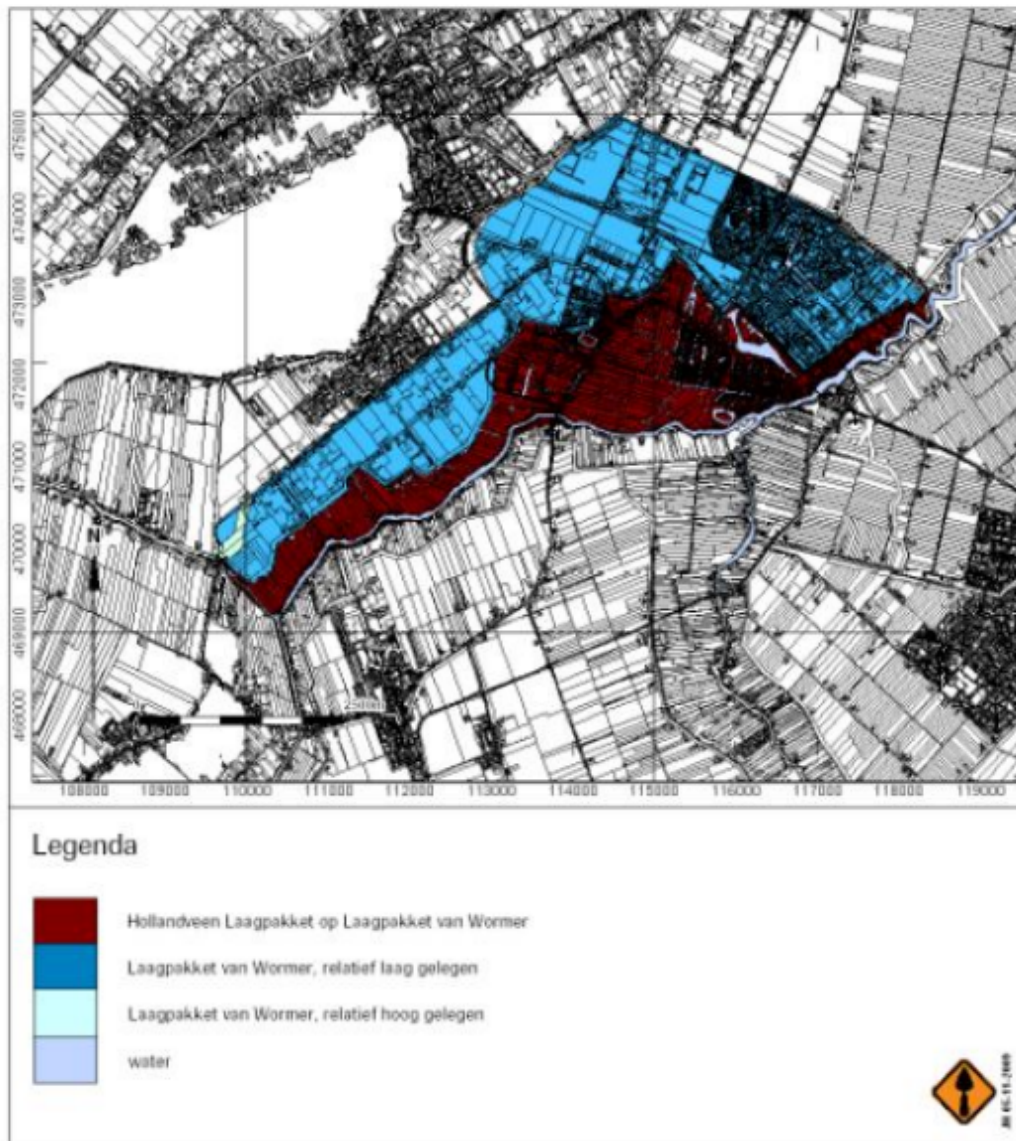 475000
474000
473000
472000
471000
470000
469000
468000
N
108000 109000 110000 111000 112000 113000 114000 115000 116000 117000 118000 119000
Legenda
Hollandveen Laagpakket op Laagpakket van Wormer
Laagpakket van Wormer, relatief laag gelegen
Laagpakket van Wormer, relatief hoog gelegen
water